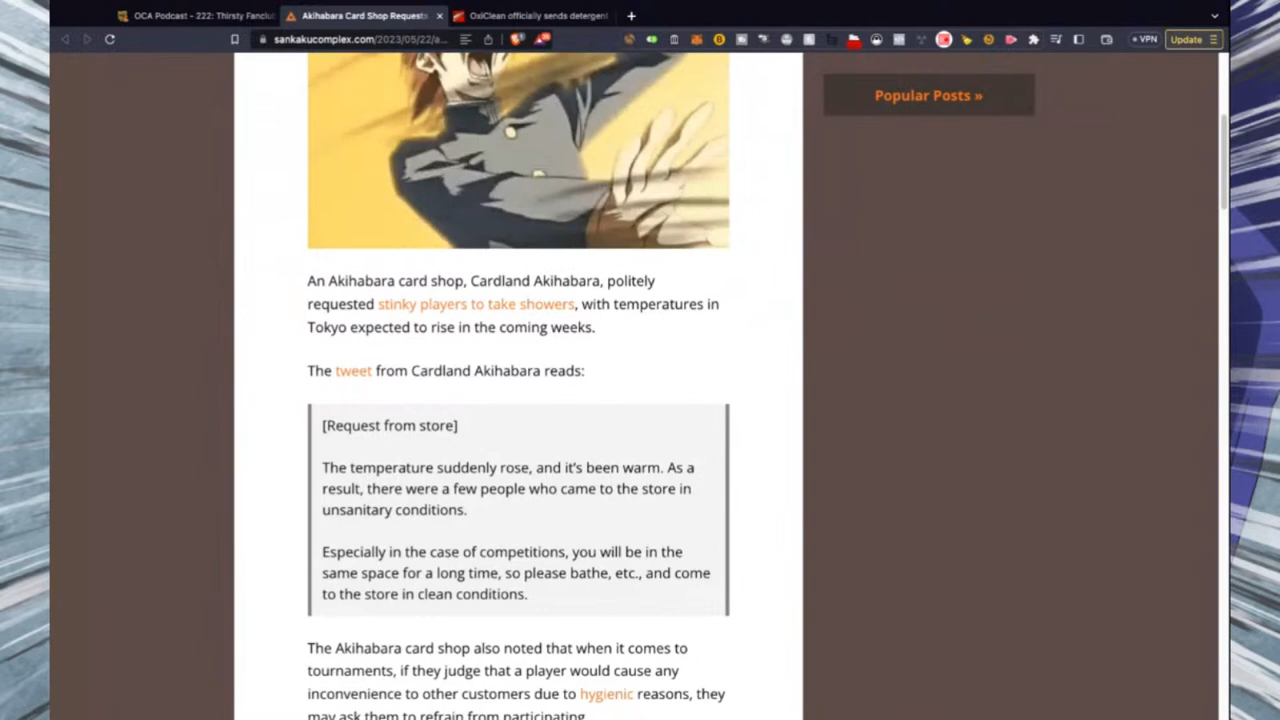 OCA Podcast - 222: Thirsty Fanclu
Akihabara Card Shop Requests
OxiClean officially sends detergent
sankakucomplex.com/2023/05/22/a...
VPN
Update
Popular Posts »
An Akihabara card shop, Cardland Akihabara, politely
requested stinky players to take showers, with temperatures in
Tokyo expected to rise in the coming weeks.
The tweet from Cardland Akihabara reads:
[Request from store]
The temperature suddenly rose, and it's been warm. As a
result, there were a few people who came to the store in
unsanitary conditions.
Especially in the case of competitions, you will be in the
same space for a long time, so please bathe, etc., and come
to the store in clean conditions.
The Akihabara card shop also noted that when it comes to
tournaments, if they judge that a player would cause any
inconvenience to other customers due to hygienic reasons, they
may ask them to refrain from participating.